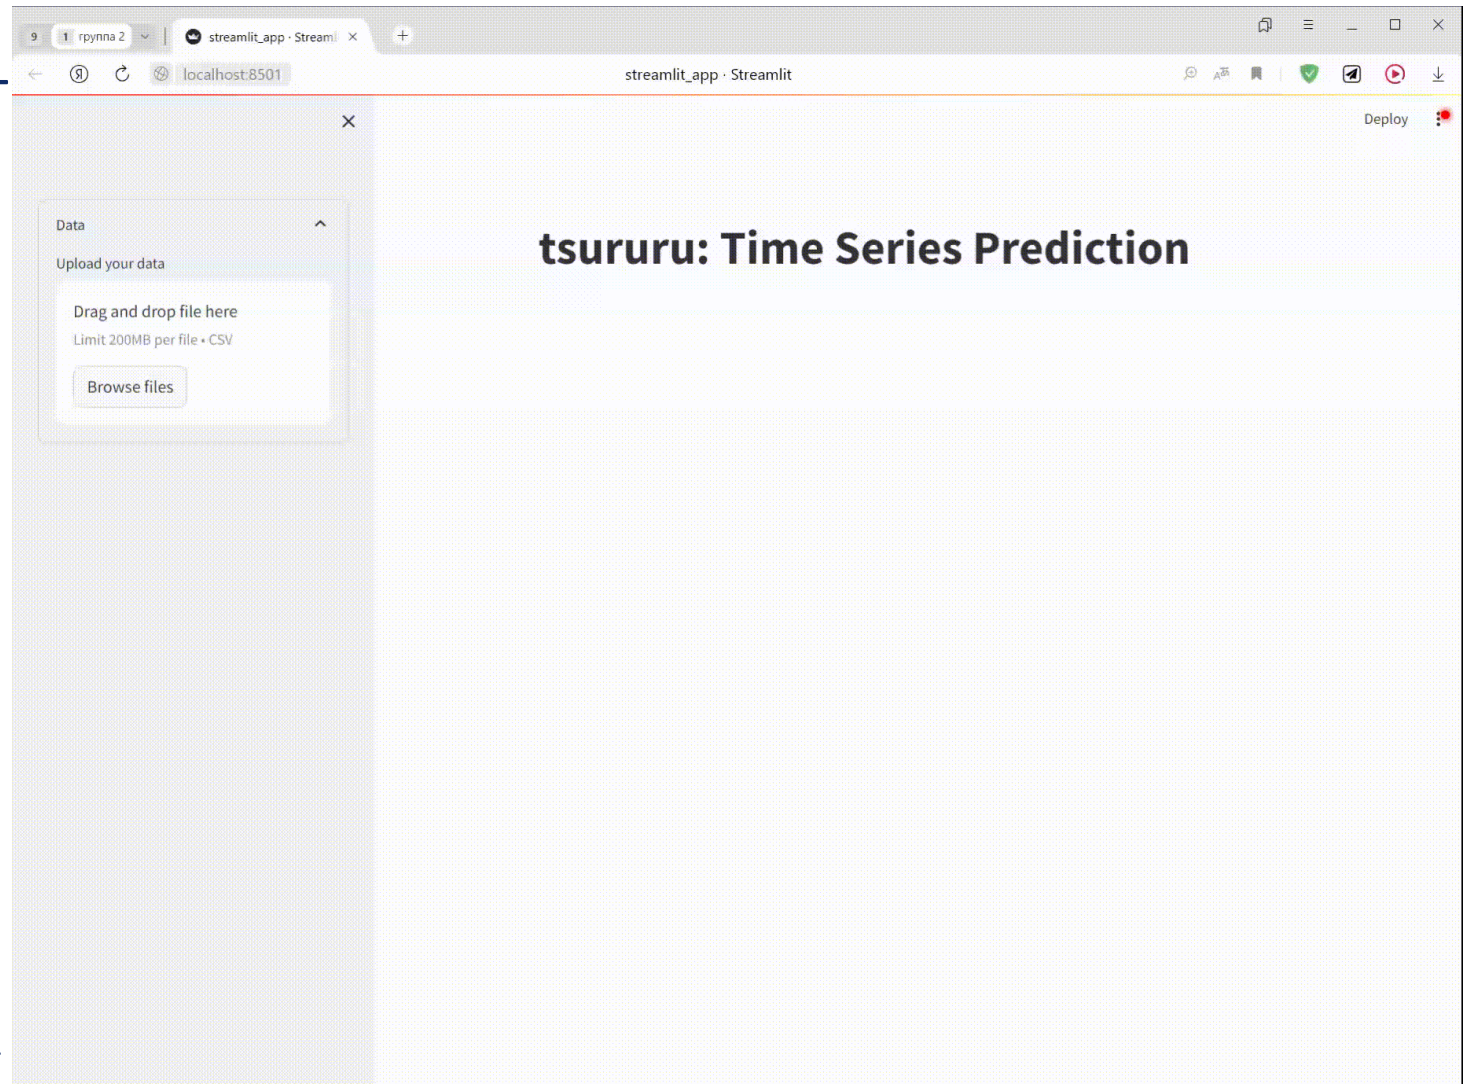 9 1 группа 2 streamlit_app · Streaml
localhost:8501 streamlit_app · Streamlit
Deploy
Data
Upload your data
Drag and drop file here
Limit 200MB per file • CSV
Browse files
tsururu: Time Series Prediction